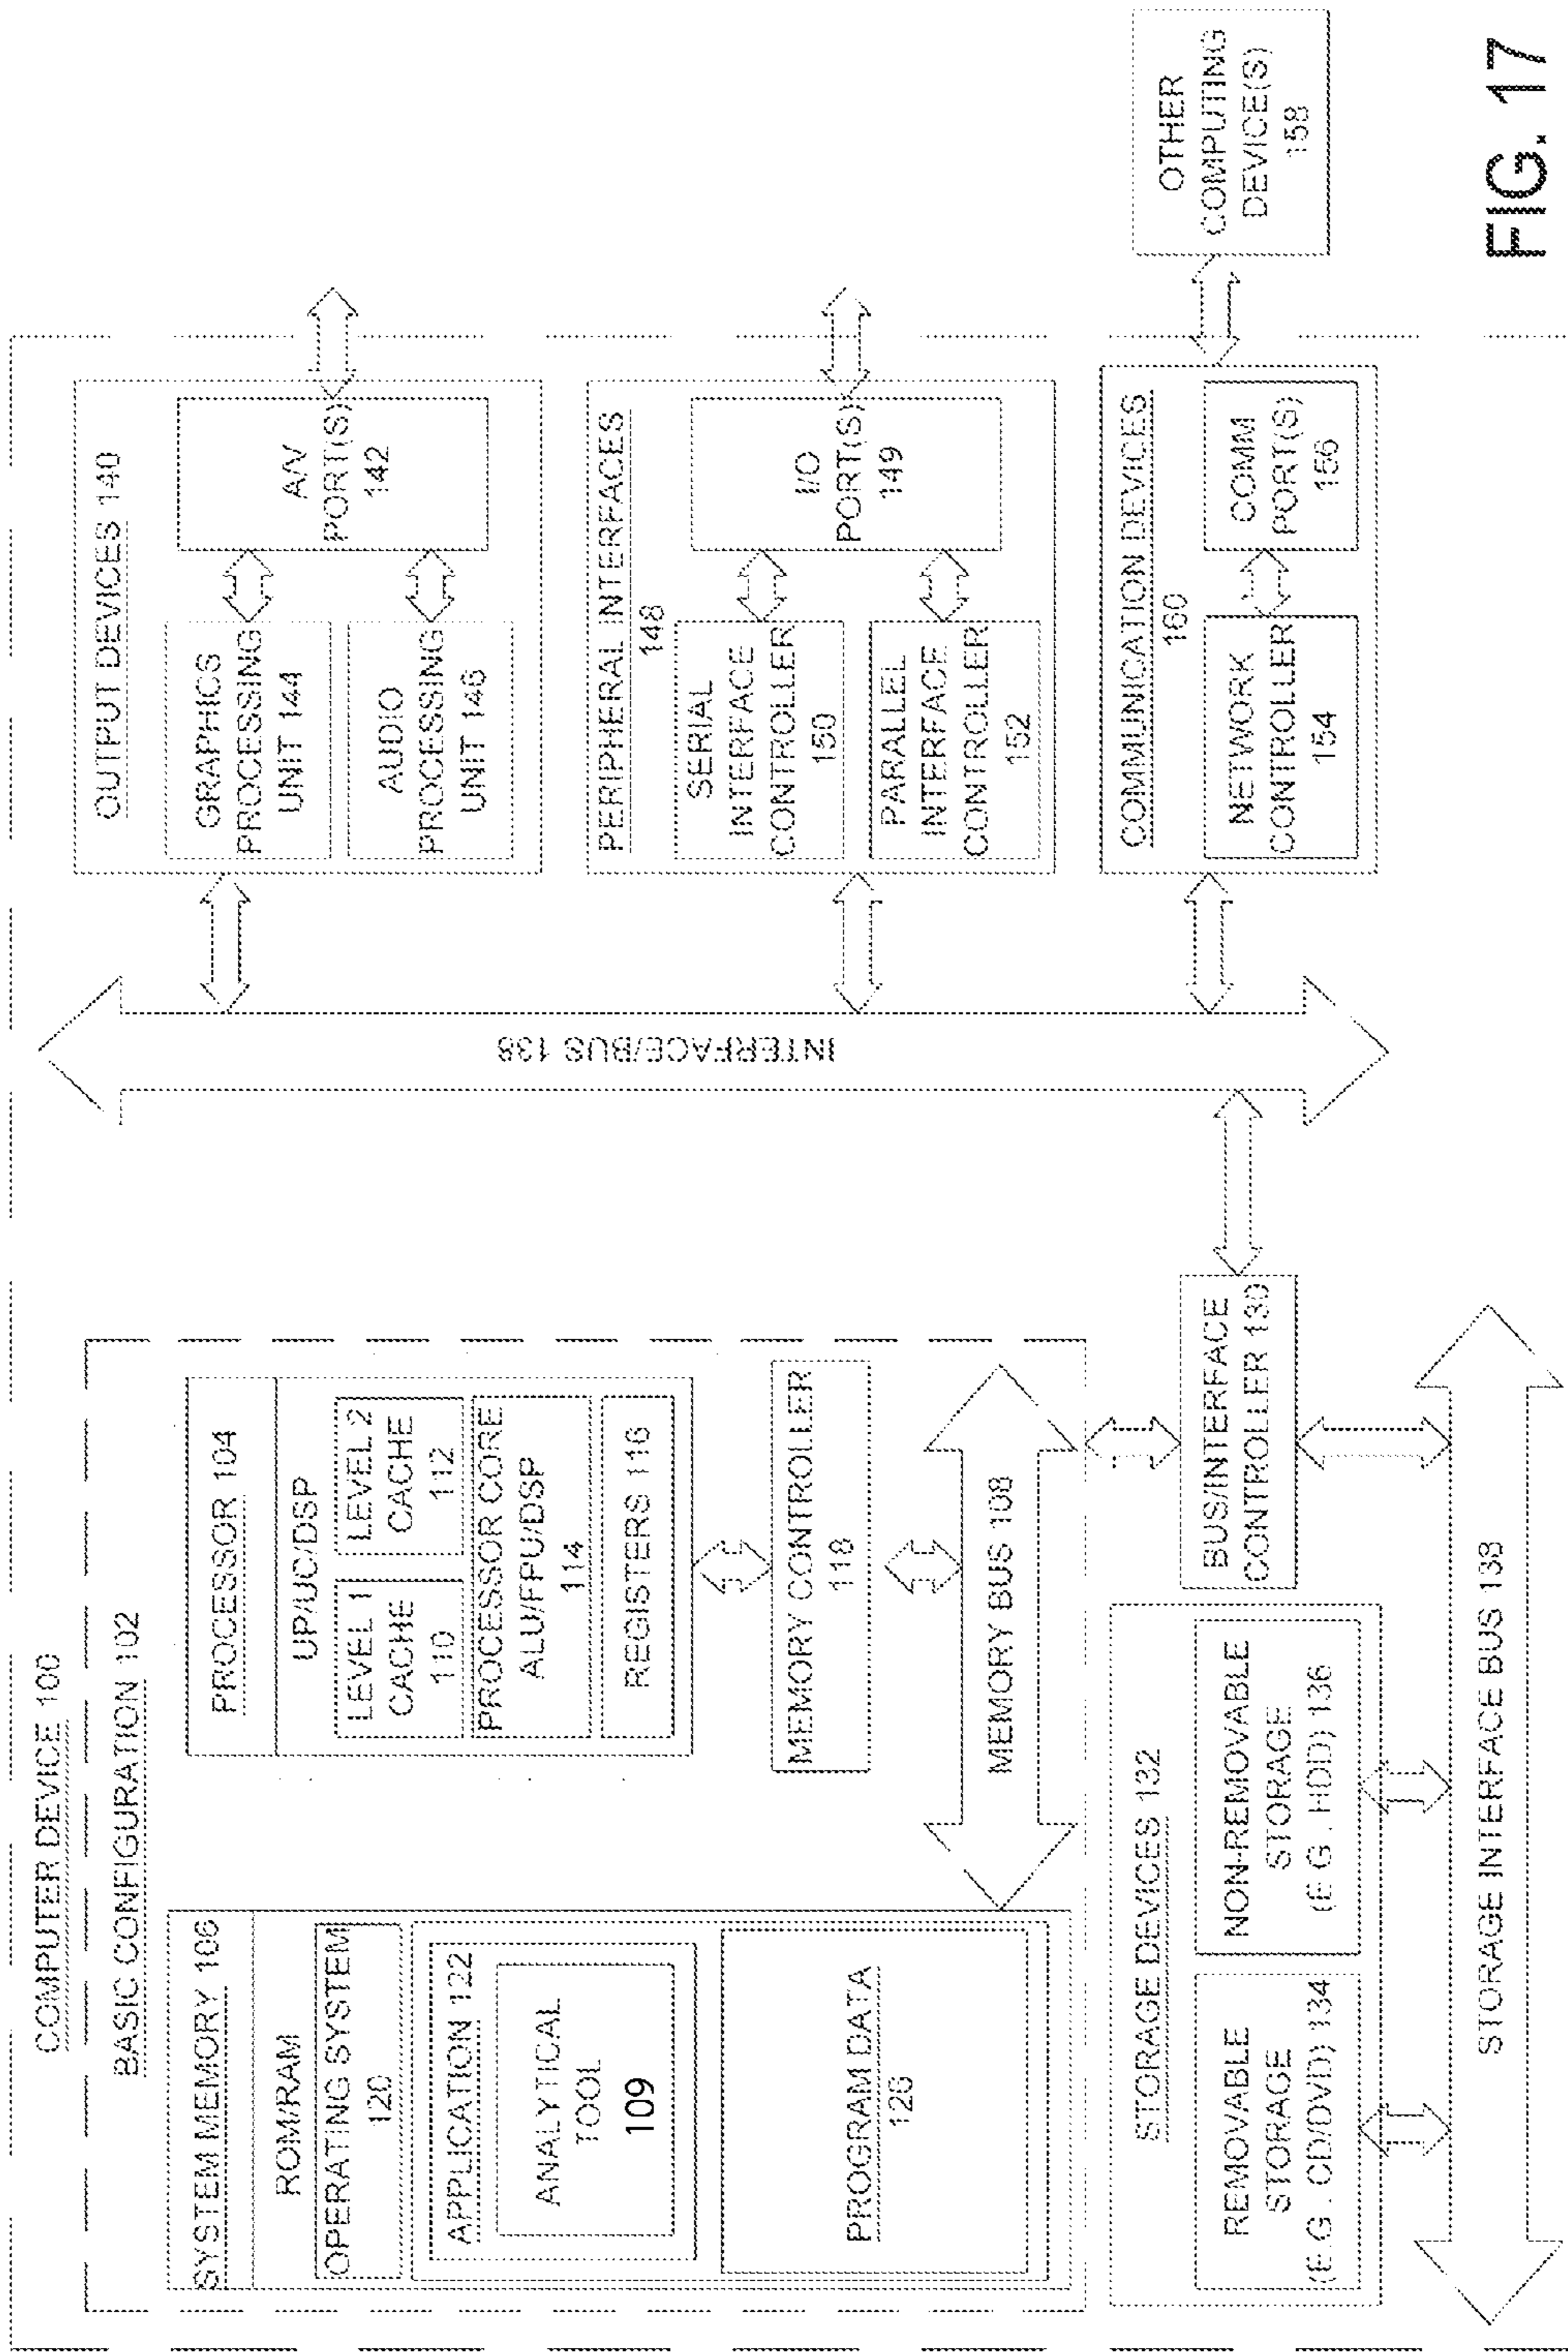 COMPUTER DEVICE 100
BASIC CONFIGURATION 102
SYSTEM MEMORY 106
ROM/RAM
OPERATING SYSTEM
120
APPLICATION 122
ANALYTICAL
TOOL
109
PROGRAM DATA
126
PROCESSOR 104
UP/UC/DSP
LEVEL 1
CACHE
110
LEVEL 2
CACHE
112
PROCESSOR CORE
ALU/FPU/DSP
114
REGISTERS 116
MEMORY CONTROLLER
118
MEMORY BUS 108
BUS/INTERFACE
CONTROLLER 130
STORAGE DEVICES 132
REMOVABLE
STORAGE
(E.G. CD/DVD) 134
NON-REMOVABLE
STORAGE
(E.G. HDD) 136
STORAGE INTERFACE BUS 138
INTERFACE/BUS 138
OUTPUT DEVICES 140
GRAPHICS
PROCESSING
UNIT 144
AUDIO
PROCESSING
UNIT 146
A/V
PORT(S)
142
PERIPHERAL INTERFACES
148
SERIAL
INTERFACE
CONTROLLER
150
PARALLEL
INTERFACE
CONTROLLER
152
I/O
PORT(S)
149
COMMUNICATION DEVICES
160
NETWORK
CONTROLLER
154
COMM
PORT(S)
156
OTHER
COMPUTING
DEVICE(S)
158
FIG. 17